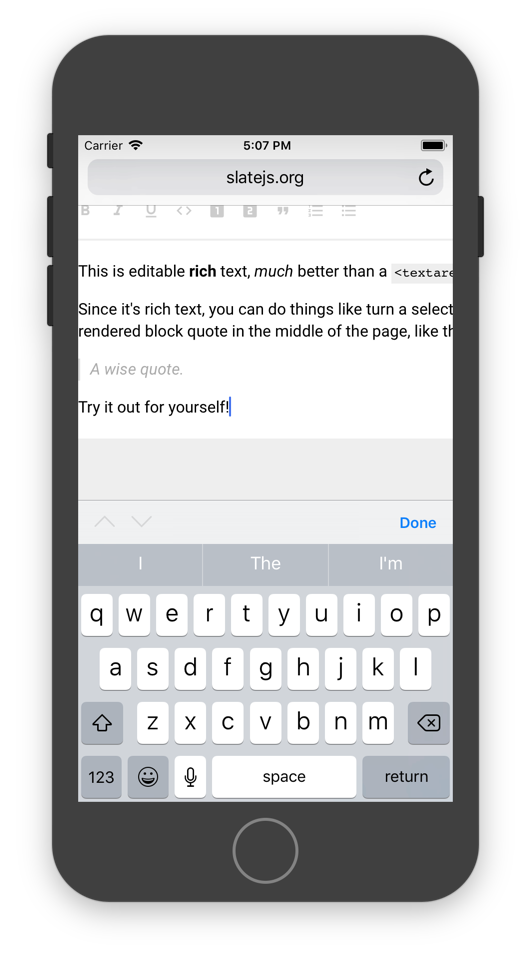 Carrier 5:07 PM
slatejs.org
B I U <> 1 2 "
This is editable rich text, much better than a <textare
Since it's rich text, you can do things like turn a select
rendered block quote in the middle of the page, like th
A wise quote.
Try it out for yourself!
Done
I The I'm
q w e r t y u i o p
a s d f g h j k l
z x c v b n m
123 space return